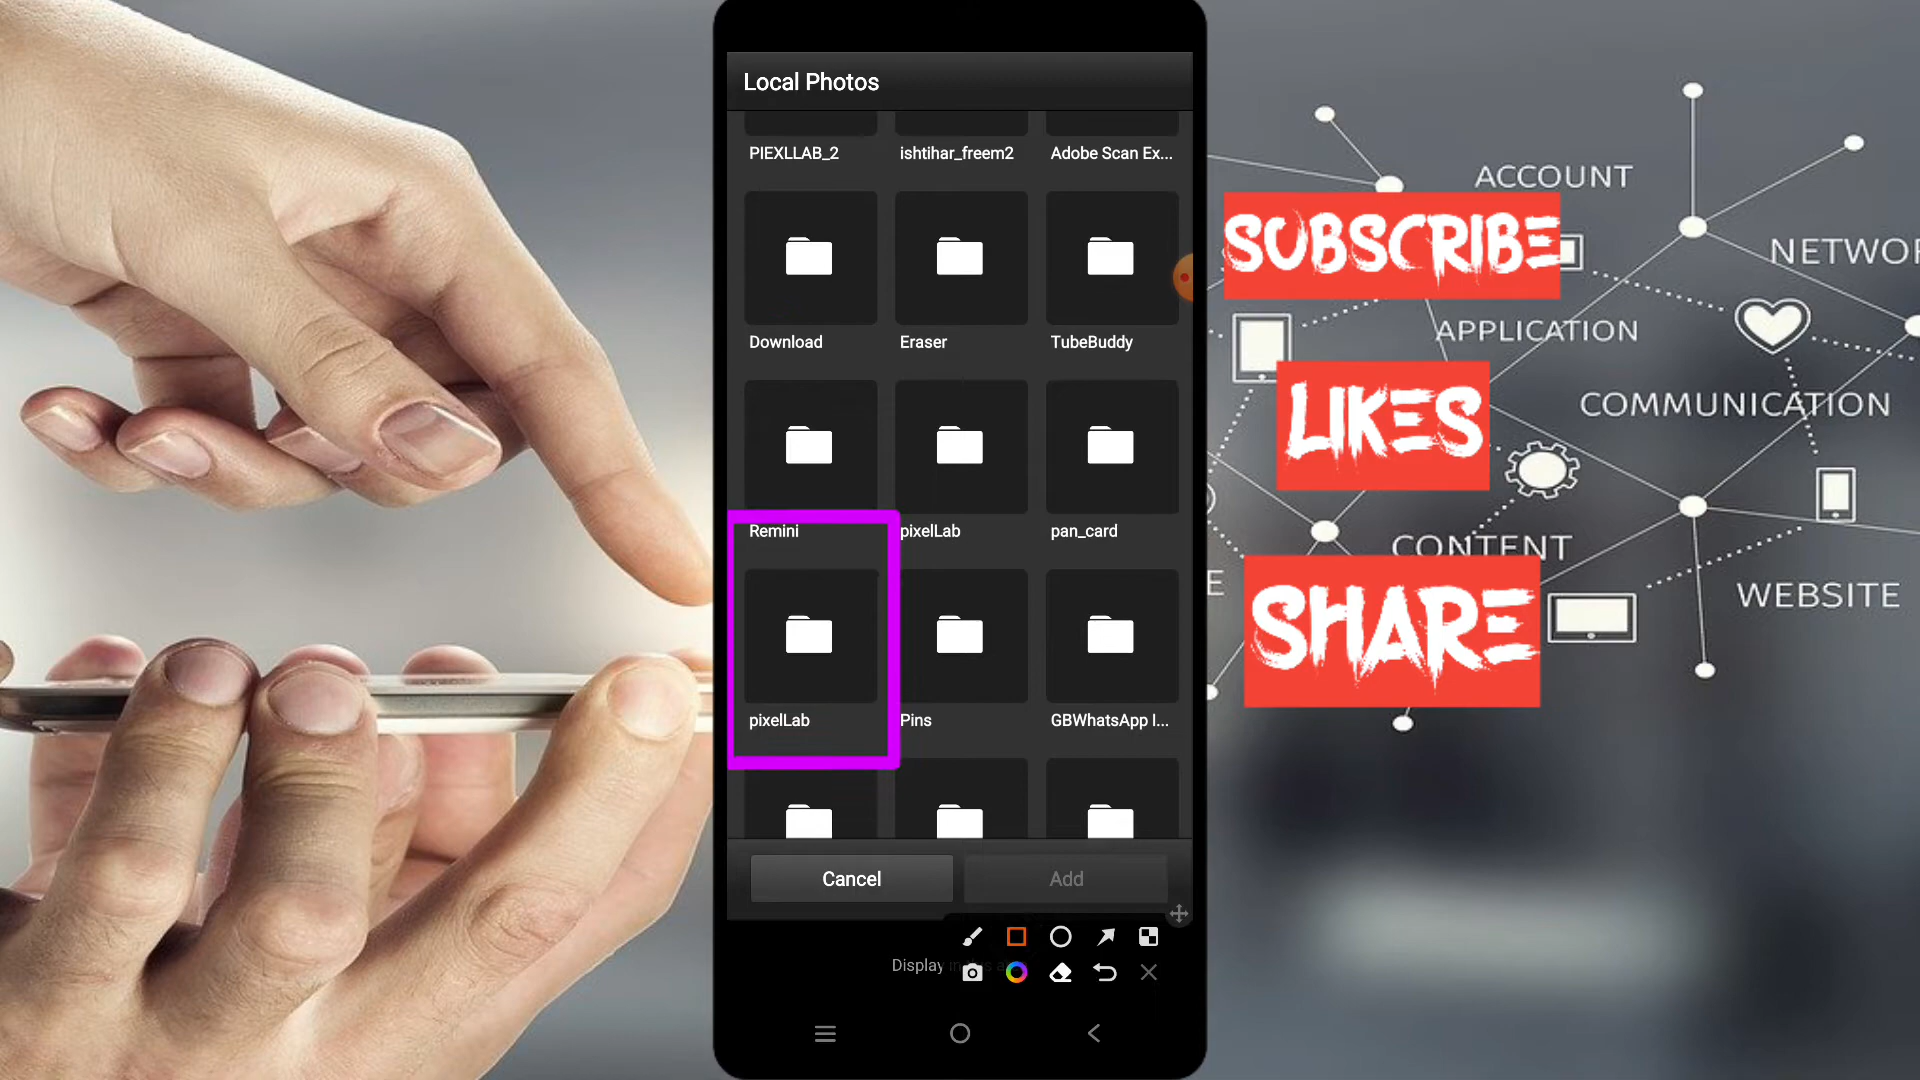 Local Photos
PIEXLLAB_2
ishtihar_freem2
Adobe Scan Ex...
Download
Eraser
TubeBuddy
Remini
pixelLab
pan_card
pixelLab
Pins
GBWhatsApp I...
Cancel
Add
Display
SUBSCRIBE
LIKES
SHARE
ACCOUNT
NETWOR
APPLICATION
COMMUNICATION
CONTENT
E
WEBSITE